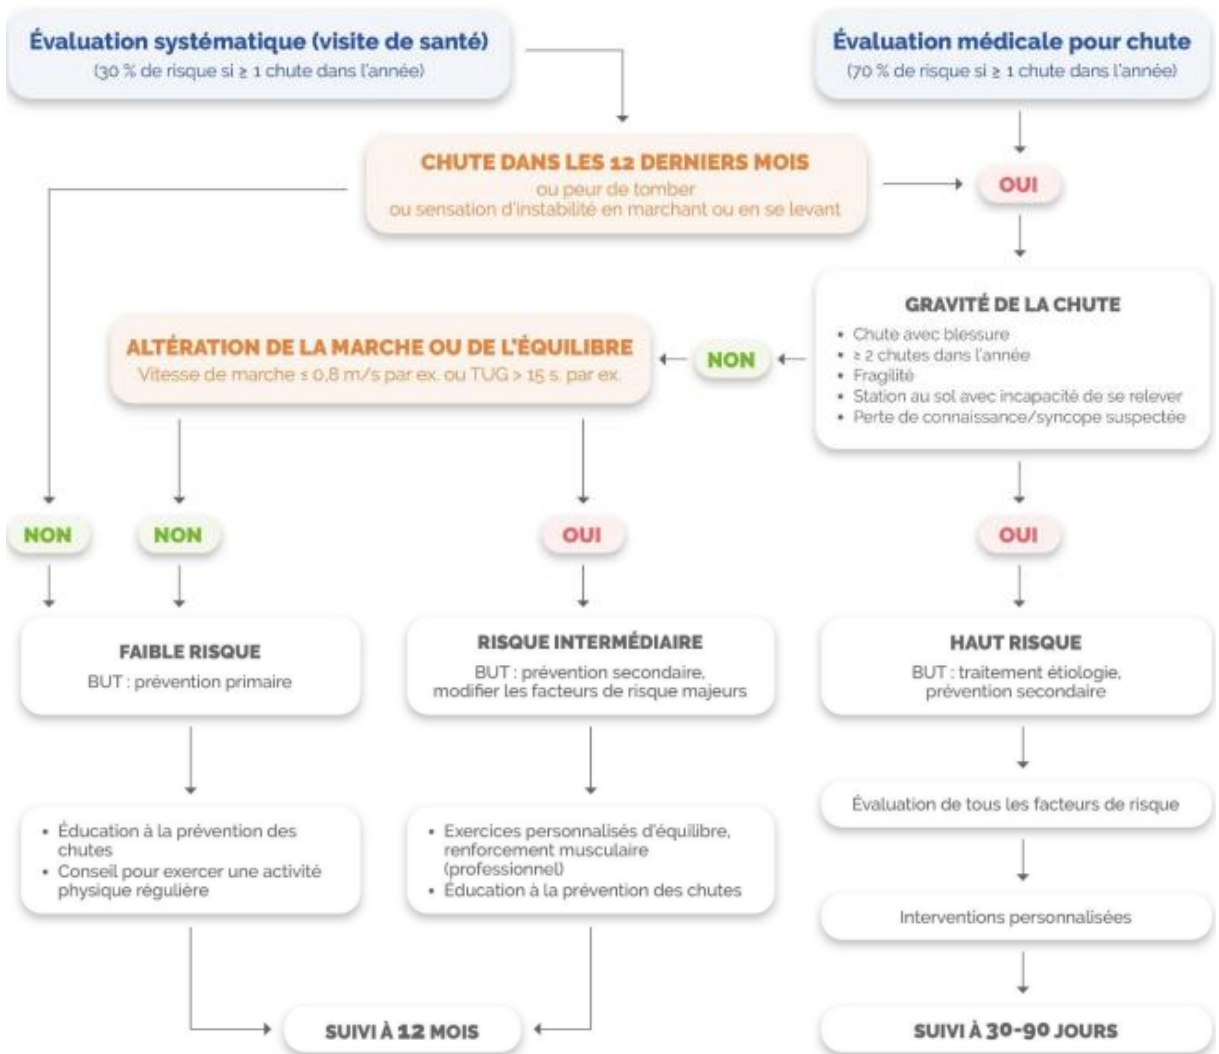 Évaluation systématique (visite de santé)
(30 % de risque si ≥ 1 chute dans l'année)
Évaluation médicale pour chute
(70 % de risque si ≥ 1 chute dans l'année)
CHUTE DANS LES 12 DERNIERS MOIS
ou peur de tomber
ou sensation d'instabilité en marchant ou en se levant
OUI
GRAVITÉ DE LA CHUTE
• Chute avec blessure
• ≥ 2 chutes dans l'année
• Fragilité
• Station au sol avec incapacité de se relever
• Perte de connaissance/syncope suspectée
NON
ALTÉRATION DE LA MARCHE OU DE L'ÉQUILIBRE
Vitesse de marche ≤ 0,8 m/s par ex. ou TUG > 15 s. par ex.
NON
NON
OUI
OUI
FAIBLE RISQUE
BUT : prévention primaire
RISQUE INTERMÉDIAIRE
BUT : prévention secondaire,
modifier les facteurs de risque majeurs
HAUT RISQUE
BUT : traitement étiologie,
prévention secondaire
• Éducation à la prévention des
chutes
• Conseil pour exercer une activité
physique régulière
• Exercices personnalisés d'équilibre,
renforcement musculaire
(professionnel)
• Éducation à la prévention des chutes
Évaluation de tous les facteurs de risque
Interventions personnalisées
SUIVI À 12 MOIS
SUIVI À 30-90 JOURS